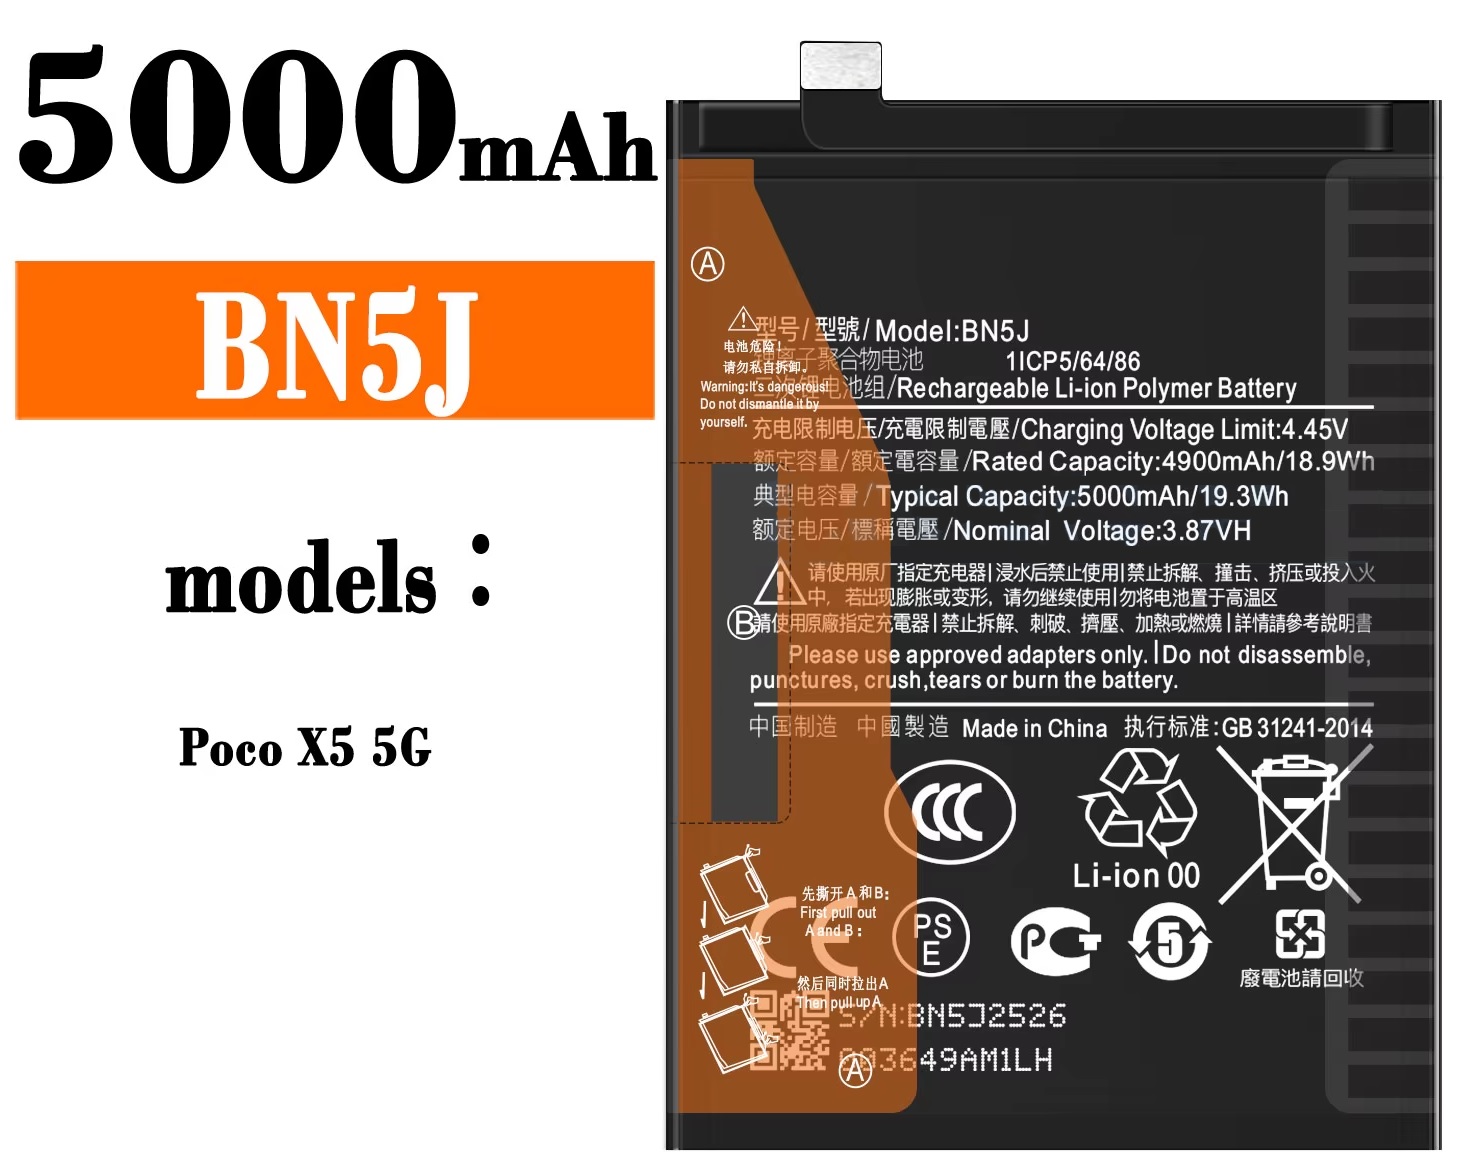 5000mAh
BN5J
models：
Poco X5 5G
A
型号/型號/Model:BN5J
电池危险!
锂离子聚合物电池 1ICP5/64/86
请勿私自拆卸。
二次锂电池组/Rechargeable Li-ion Polymer Battery
Warning:It's dangerous!
Do not dismantle it by
yourself.
充电限制电压/充電限制電壓/Charging Voltage Limit:4.45V
额定容量/額定電容量/Rated Capacity:4900mAh/18.9Wh
典型电容量/Typical Capacity:5000mAh/19.3Wh
额定电压/標稱電壓/Nominal Voltage:3.87VH
请使用原厂指定充电器|浸水后禁止使用|禁止拆解、撞击、挤压或投入火
中，若出现膨胀或变形，请勿继续使用|勿将电池置于高温区
B
請使用原廠指定充電器|禁止拆解、刺破、擠壓、加熱或燃燒|詳情請參考說明書
Please use approved adapters only.|Do not disassemble,
punctures, crush,tears or burn the battery.
中国制造 中國製造 Made in China 执行标准:GB 31241-2014
CCC
Li-ion 00
先撕开A和B:
First pull out
A and B:
CE
PS
E
PCT
5
廢電池請回收
然后同时拉出A
Then pull up A
S/N:BN5J2526
003649AM1LH
A